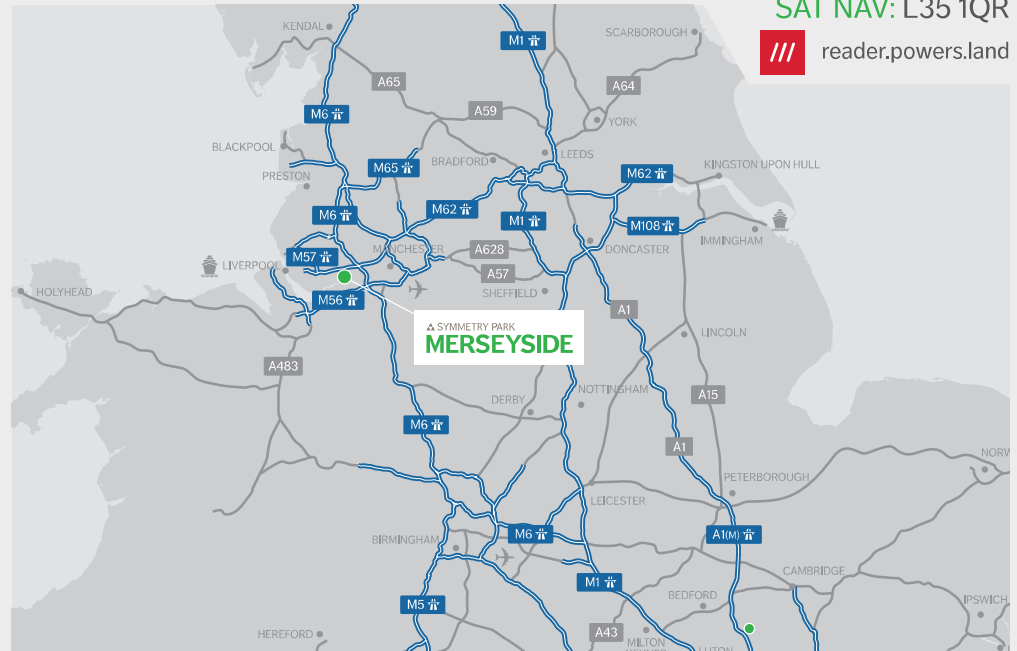 SAT NAV: L35 1QR
reader.powers.land
KENDAL
M1
SCARBOROUGH
A65
A64
M6
A59
YORK
BLACKPOOL
M65
BRADFORD
LEEDS
M62
KINGSTON UPON HULL
PRESTON
M6
M62
M1
M108
IMMINGHAM
MANCHESTER
A628
DONCASTER
M57
LIVERPOOL
A57
HOLYHEAD
M56
SHEFFIELD
A1
SYMMETRY PARK
MERSEYSIDE
LINCOLN
A483
NOTTINGHAM
A15
DERBY
M6
A1
NORW
PETERBOROUGH
LEICESTER
BIRMINGHAM
M6
A1(M)
M1
CAMBRIDGE
M5
BEDFORD
IPSWICH
HEREFORD
A43
MILTON